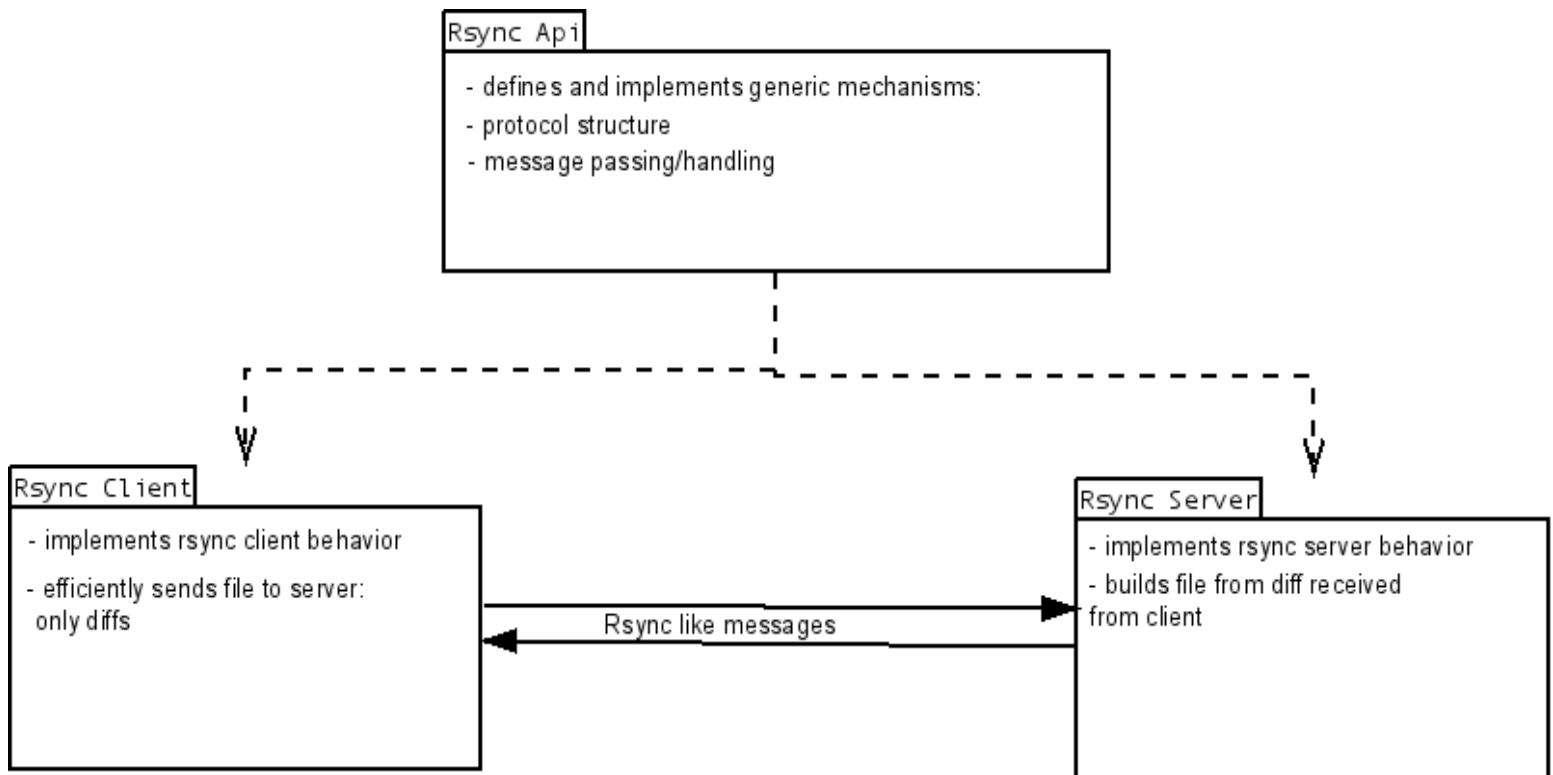 Rsync Api
- defines and implements generic mechanisms:
- protocol structure
- message passing/handling
Rsync Client
- implements rsync client behavior
- efficiently sends file to server:
only diffs
Rsync like messages
Rsync Server
- implements rsync server behavior
- builds file from diff received
from client